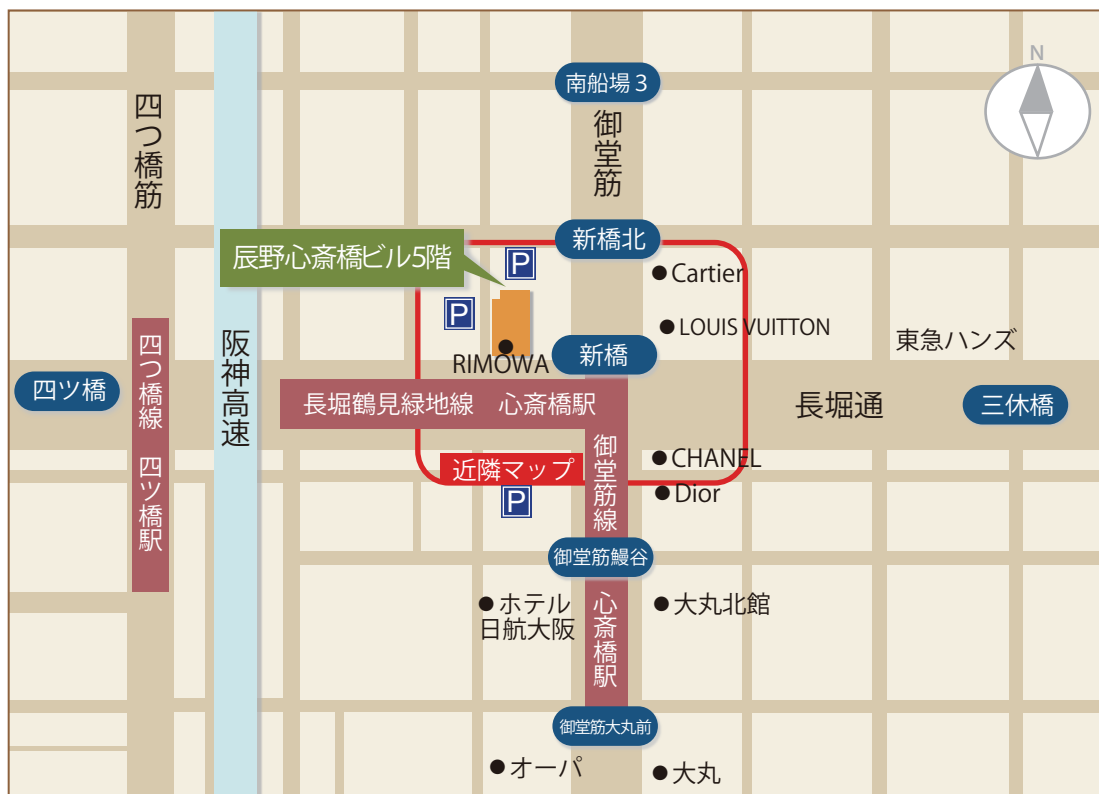 N
南船場3
四つ橋筋
御堂筋
新橋北
辰野心斎橋ビル5階
P
Cartier
P
LOUIS VUITTON
新橋
RIMOWA
東急ハンズ
阪神高速
四つ橋線 四ツ橋駅
四ツ橋
長堀鶴見緑地線 心斎橋駅
長堀通
三休橋
御堂筋線
近隣マップ
CHANEL
P
Dior
御堂筋鰻谷
ホテル
日航大阪
心斎橋駅
大丸北館
御堂筋大丸前
オーパ
大丸